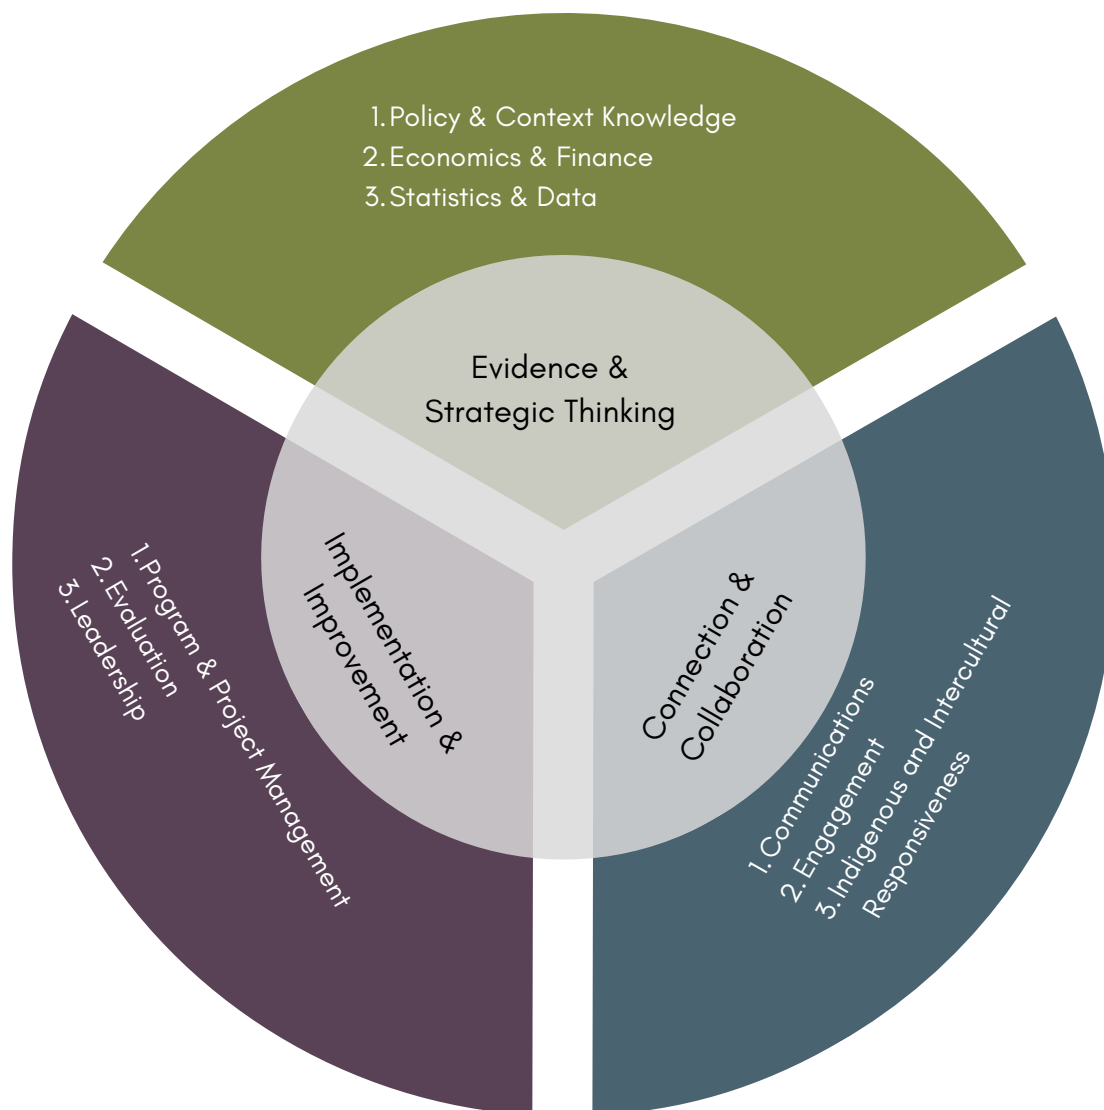 1. Policy & Context Knowledge
2. Economics & Finance
3. Statistics & Data
Evidence &
Strategic Thinking
Implementation &
Improvement
1. Program & Project Management
2. Evaluation
3. Leadership
Connection &
Collaboration
1. Communications
2. Engagement
3. Indigenous and Intercultural
Responsiveness